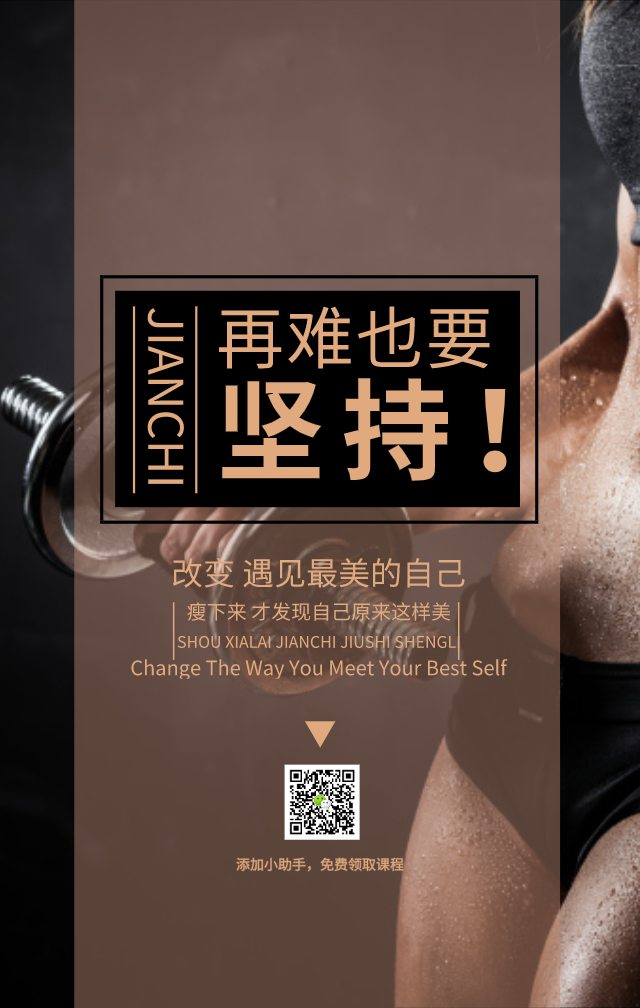 JIANCHI
再难也要
坚持！
改变 遇见最美的自己
瘦下来 才发现自己原来这样美
SHOU XIALAI JIANCHI JIUSHI SHENGL
Change The Way You Meet Your Best Self
添加小助手，免费领取课程